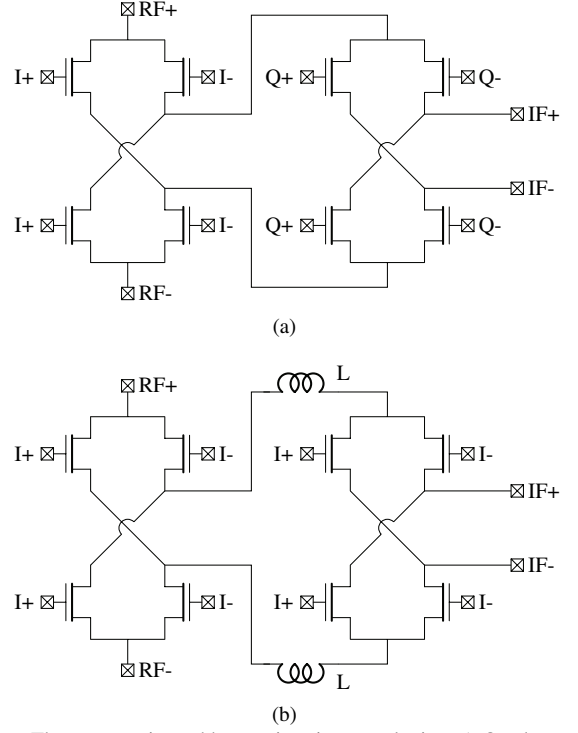 RF+
I+ I- Q+ Q- IF+
IF-
I+ I- Q+ Q-
RF-
(a)
L
RF+
I+ I- I+ I- IF+
IF-
I+ I- I+ I-
RF-
L
(b)